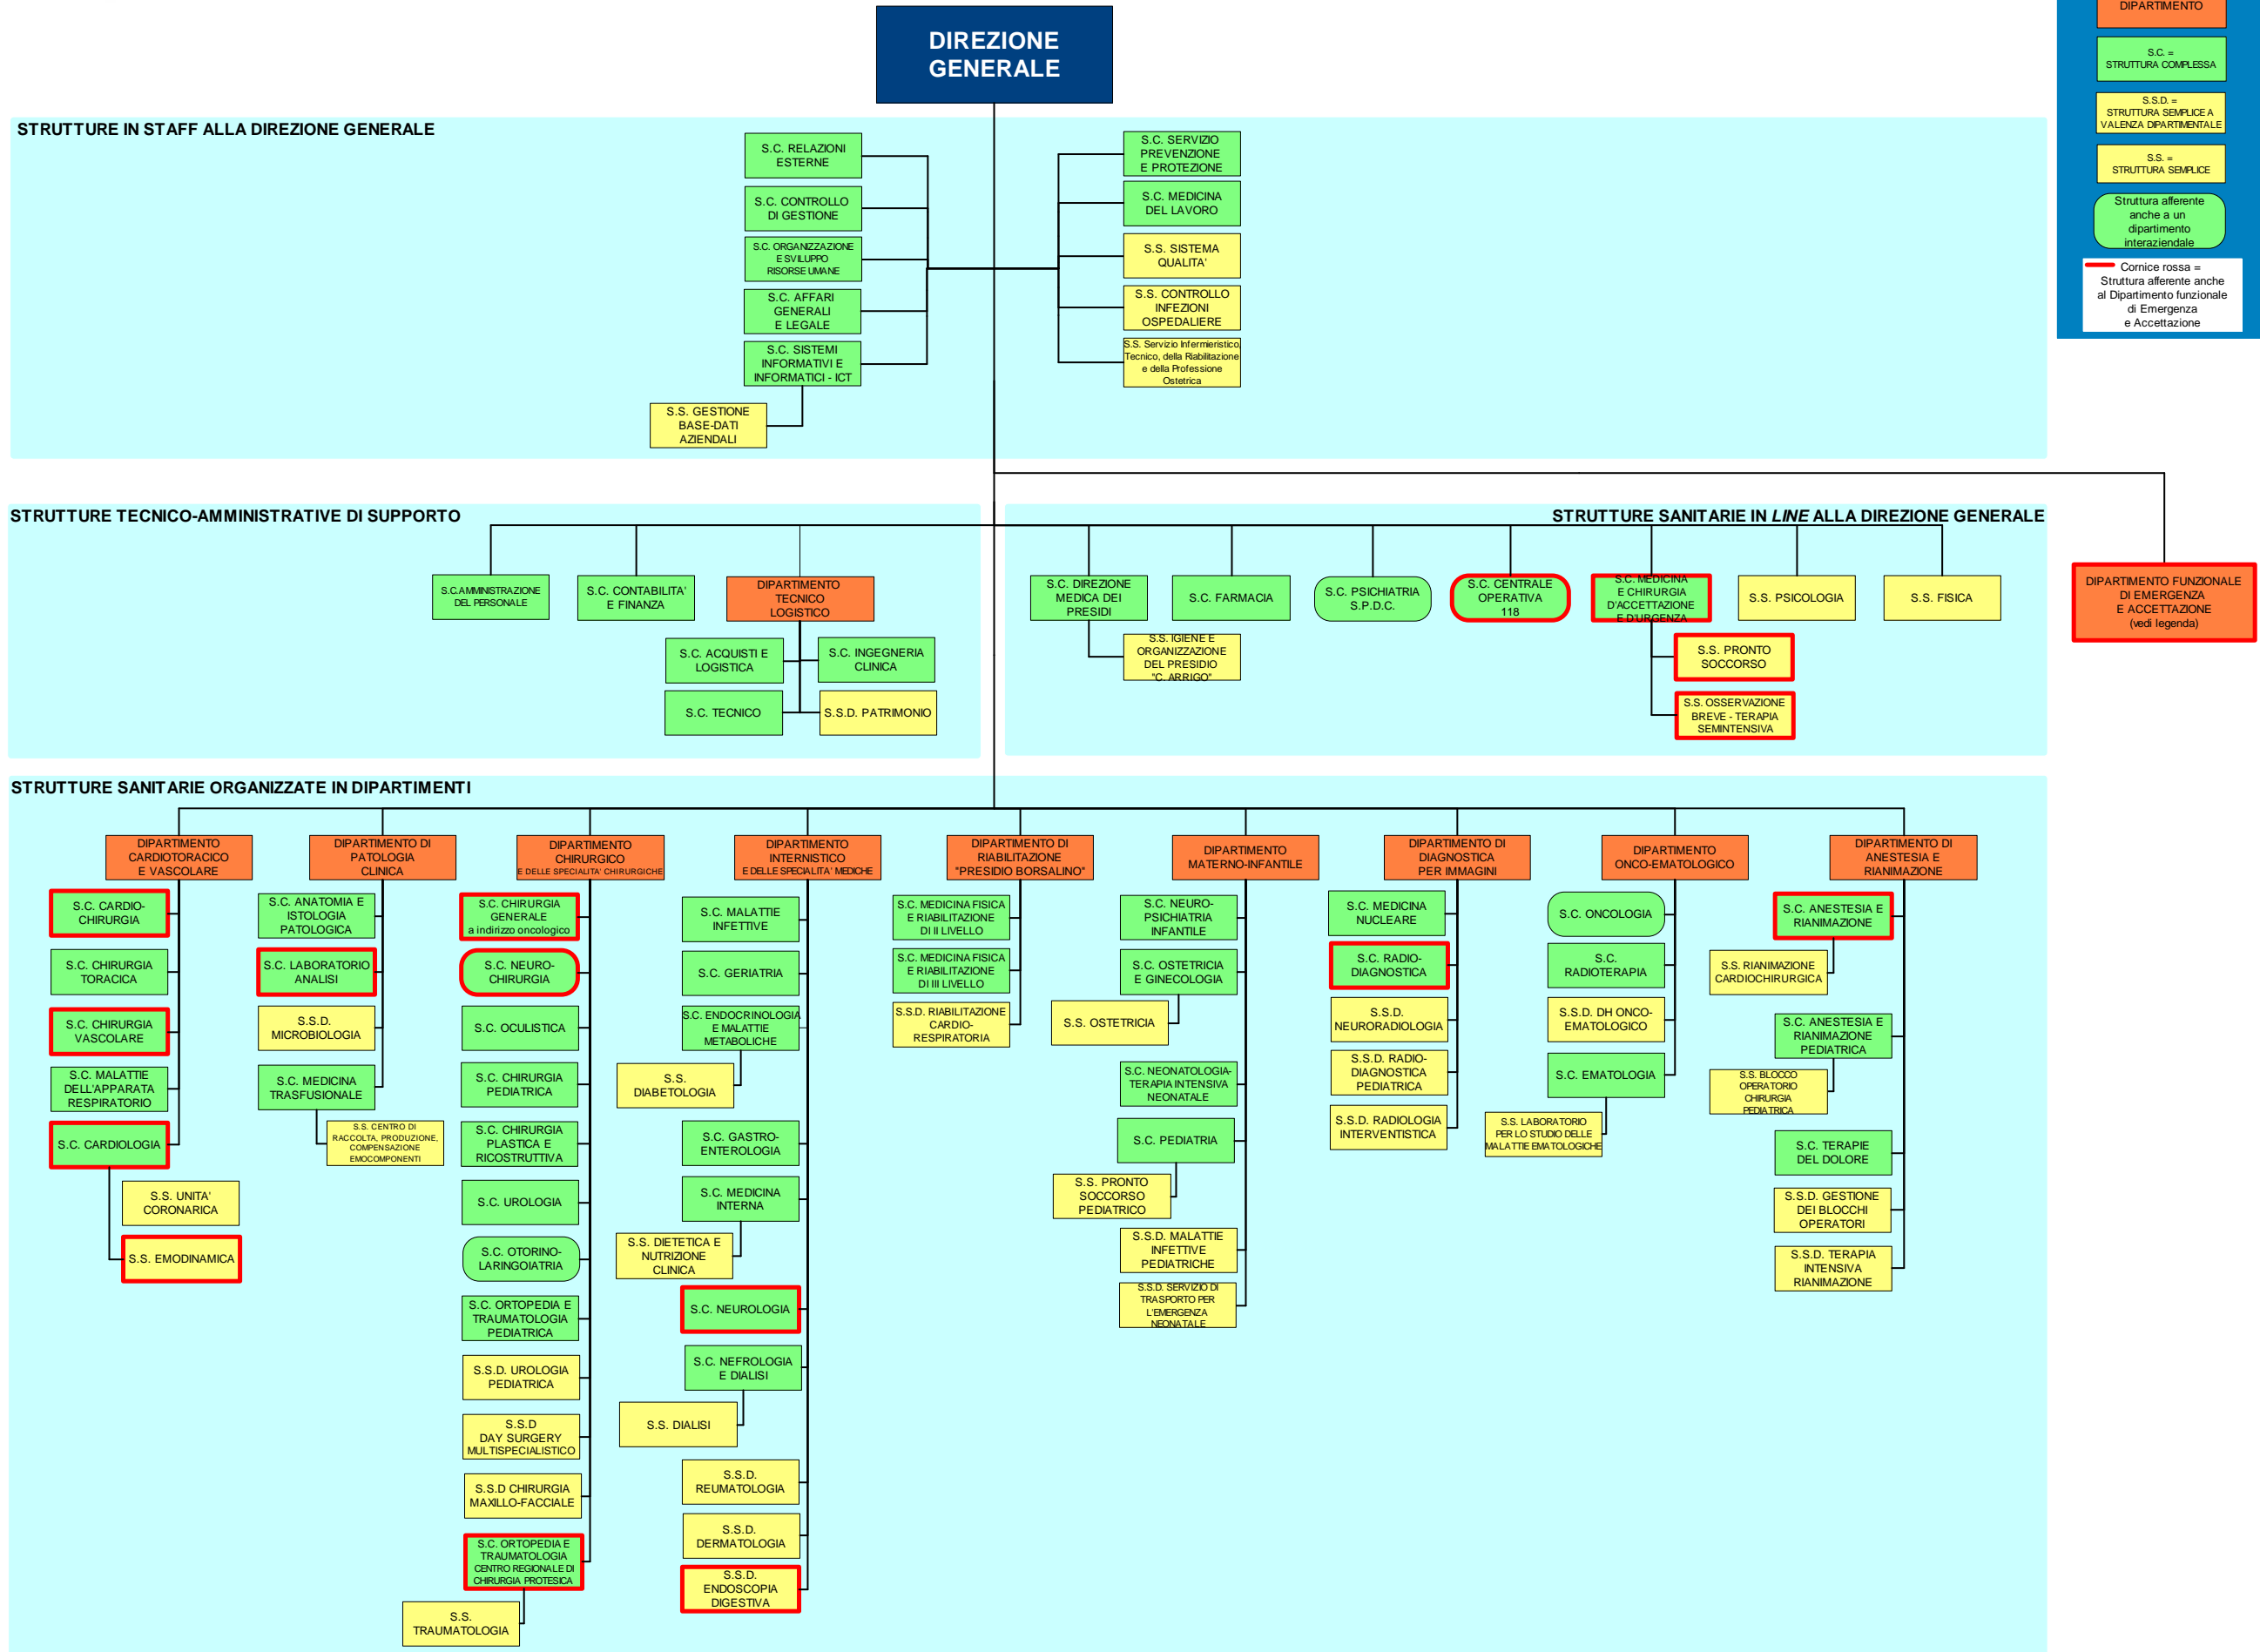 DIREZIONE
GENERALE
DIPARTIMENTO
S.C. =
STRUTTURA COMPLESSA
S.S.D. =
STRUTTURA SEMPLICE A
VALENZA DIPARTIMENTALE
S.S. =
STRUTTURA SEMPLICE
Struttura afferente
anche a un
dipartimento
interaziendale
Cornice rossa =
Struttura afferente anche
al Dipartimento funzionale
di Emergenza
e Accettazione
STRUTTURE IN STAFF ALLA DIREZIONE GENERALE
S.C. RELAZIONI
ESTERNE
S.C. CONTROLLO
DI GESTIONE
S.C. ORGANIZZAZIONE
E SVILUPPO
RISORSE UMANE
S.C. AFFARI
GENERALI
E LEGALE
S.C. SISTEMI
INFORMATIVI E
INFORMATICI - ICT
S.S. GESTIONE
BASE-DATI
AZIENDALI
S.C. SERVIZIO
PREVENZIONE
E PROTEZIONE
S.C. MEDICINA
DEL LAVORO
S.S. SISTEMA
QUALITA'
S.S. CONTROLLO
INFEZIONI
OSPEDALIERE
S.S. Servizio Infermieristico,
Tecnico, della Riabilitazione
e della Professione
Ostetrica
STRUTTURE TECNICO-AMMINISTRATIVE DI SUPPORTO
S.C.AMMINISTRAZIONE
DEL PERSONALE
S.C. CONTABILITA'
E FINANZA
DIPARTIMENTO
TECNICO
LOGISTICO
S.C. ACQUISTI E
LOGISTICA
S.C. INGEGNERIA
CLINICA
S.C. TECNICO
S.S.D. PATRIMONIO
STRUTTURE SANITARIE IN LINE ALLA DIREZIONE GENERALE
S.C. DIREZIONE
MEDICA DEI
PRESIDI
S.S. IGIENE E
ORGANIZZAZIONE
DEL PRESIDIO
"C. ARRIGO"
S.C. FARMACIA
S.C. PSICHIATRIA
S.P.D.C.
S.C. CENTRALE
OPERATIVA
118
S.C. MEDICINA
E CHIRURGIA
D'ACCETTAZIONE
E D'URGENZA
S.S. PRONTO
SOCCORSO
S.S. OSSERVAZIONE
BREVE - TERAPIA
SEMINTENSIVA
S.S. PSICOLOGIA
S.S. FISICA
DIPARTIMENTO FUNZIONALE
DI EMERGENZA
E ACCETTAZIONE
(vedi legenda)
STRUTTURE SANITARIE ORGANIZZATE IN DIPARTIMENTI
DIPARTIMENTO
CARDIOTORACICO
E VASCOLARE
S.C. CARDIO-
CHIRURGIA
S.C. CHIRURGIA
TORACICA
S.C. CHIRURGIA
VASCOLARE
S.C. MALATTIE
DELL'APPARATA
RESPIRATORIO
S.C. CARDIOLOGIA
S.S. UNITA'
CORONARICA
S.S. EMODINAMICA
DIPARTIMENTO DI
PATOLOGIA
CLINICA
S.C. ANATOMIA E
ISTOLOGIA
PATOLOGICA
S.C. LABORATORIO
ANALISI
S.S.D.
MICROBIOLOGIA
S.C. MEDICINA
TRASFUSIONALE
S.S. CENTRO DI
RACCOLTA, PRODUZIONE,
COMPENSAZIONE
EMOCOMPONENTI
DIPARTIMENTO
CHIRURGICO
E DELLE SPECIALITA' CHIRURGICHE
S.C. CHIRURGIA
GENERALE
a indirizzo oncologico
S.C. NEURO-
CHIRURGIA
S.C. OCULISTICA
S.C. CHIRURGIA
PEDIATRICA
S.C. CHIRURGIA
PLASTICA E
RICOSTRUTTIVA
S.C. UROLOGIA
S.C. OTORINO-
LARINGOIATRIA
S.C. ORTOPEDIA E
TRAUMATOLOGIA
PEDIATRICA
S.S.D. UROLOGIA
PEDIATRICA
S.S.D
DAY SURGERY
MULTISPECIALISTICO
S.S.D CHIRURGIA
MAXILLO-FACCIALE
S.C. ORTOPEDIA E
TRAUMATOLOGIA
CENTRO REGIONALE DI
CHIRURGIA PROTESICA
S.S.
TRAUMATOLOGIA
DIPARTIMENTO
INTERNISTICO
E DELLE SPECIALITA' MEDICHE
S.C. MALATTIE
INFETTIVE
S.C. GERIATRIA
S.C. ENDOCRINOLOGIA
E MALATTIE
METABOLICHE
S.S.
DIABETOLOGIA
S.C. GASTRO-
ENTEROLOGIA
S.C. MEDICINA
INTERNA
S.S. DIETETICA E
NUTRIZIONE
CLINICA
S.C. NEUROLOGIA
S.C. NEFROLOGIA
E DIALISI
S.S. DIALISI
S.S.D.
REUMATOLOGIA
S.S.D.
DERMATOLOGIA
S.S.D.
ENDOSCOPIA
DIGESTIVA
DIPARTIMENTO DI
RIABILITAZIONE
"PRESIDIO BORSALINO"
S.C. MEDICINA FISICA
E RIABILITAZIONE
DI II LIVELLO
S.C. MEDICINA FISICA
E RIABILITAZIONE
DI III LIVELLO
S.S.D. RIABILITAZIONE
CARDIO-
RESPIRATORIA
DIPARTIMENTO
MATERNO-INFANTILE
S.C. NEURO-
PSICHIATRIA
INFANTILE
S.C. OSTETRICIA
E GINECOLOGIA
S.S. OSTETRICIA
S.C. NEONATOLOGIA-
TERAPIA INTENSIVA
NEONATALE
S.C. PEDIATRIA
S.S. PRONTO
SOCCORSO
PEDIATRICO
S.S.D. MALATTIE
INFETTIVE
PEDIATRICHE
S.S.D. SERVIZIO DI
TRASPORTO PER
L'EMERGENZA
NEONATALE
DIPARTIMENTO DI
DIAGNOSTICA
PER IMMAGINI
S.C. MEDICINA
NUCLEARE
S.C. RADIO-
DIAGNOSTICA
S.S.D.
NEURORADIOLOGIA
S.S.D. RADIO-
DIAGNOSTICA
PEDIATRICA
S.S.D. RADIOLOGIA
INTERVENTISTICA
DIPARTIMENTO
ONCO-EMATOLOGICO
S.C. ONCOLOGIA
S.C.
RADIOTERAPIA
S.S.D. DH ONCO-
EMATOLOGICO
S.C. EMATOLOGIA
S.S. LABORATORIO
PER LO STUDIO DELLE
MALATTIE EMATOLOGICHE
DIPARTIMENTO DI
ANESTESIA E
RIANIMAZIONE
S.C. ANESTESIA E
RIANIMAZIONE
S.S. RIANIMAZIONE
CARDIOCHIRURGICA
S.C. ANESTESIA E
RIANIMAZIONE
PEDIATRICA
S.S. BLOCCO
OPERATORIO
CHIRURGIA
PEDIATRICA
S.C. TERAPIE
DEL DOLORE
S.S.D. GESTIONE
DEI BLOCCHI
OPERATORI
S.S.D. TERAPIA
INTENSIVA
RIANIMAZIONE